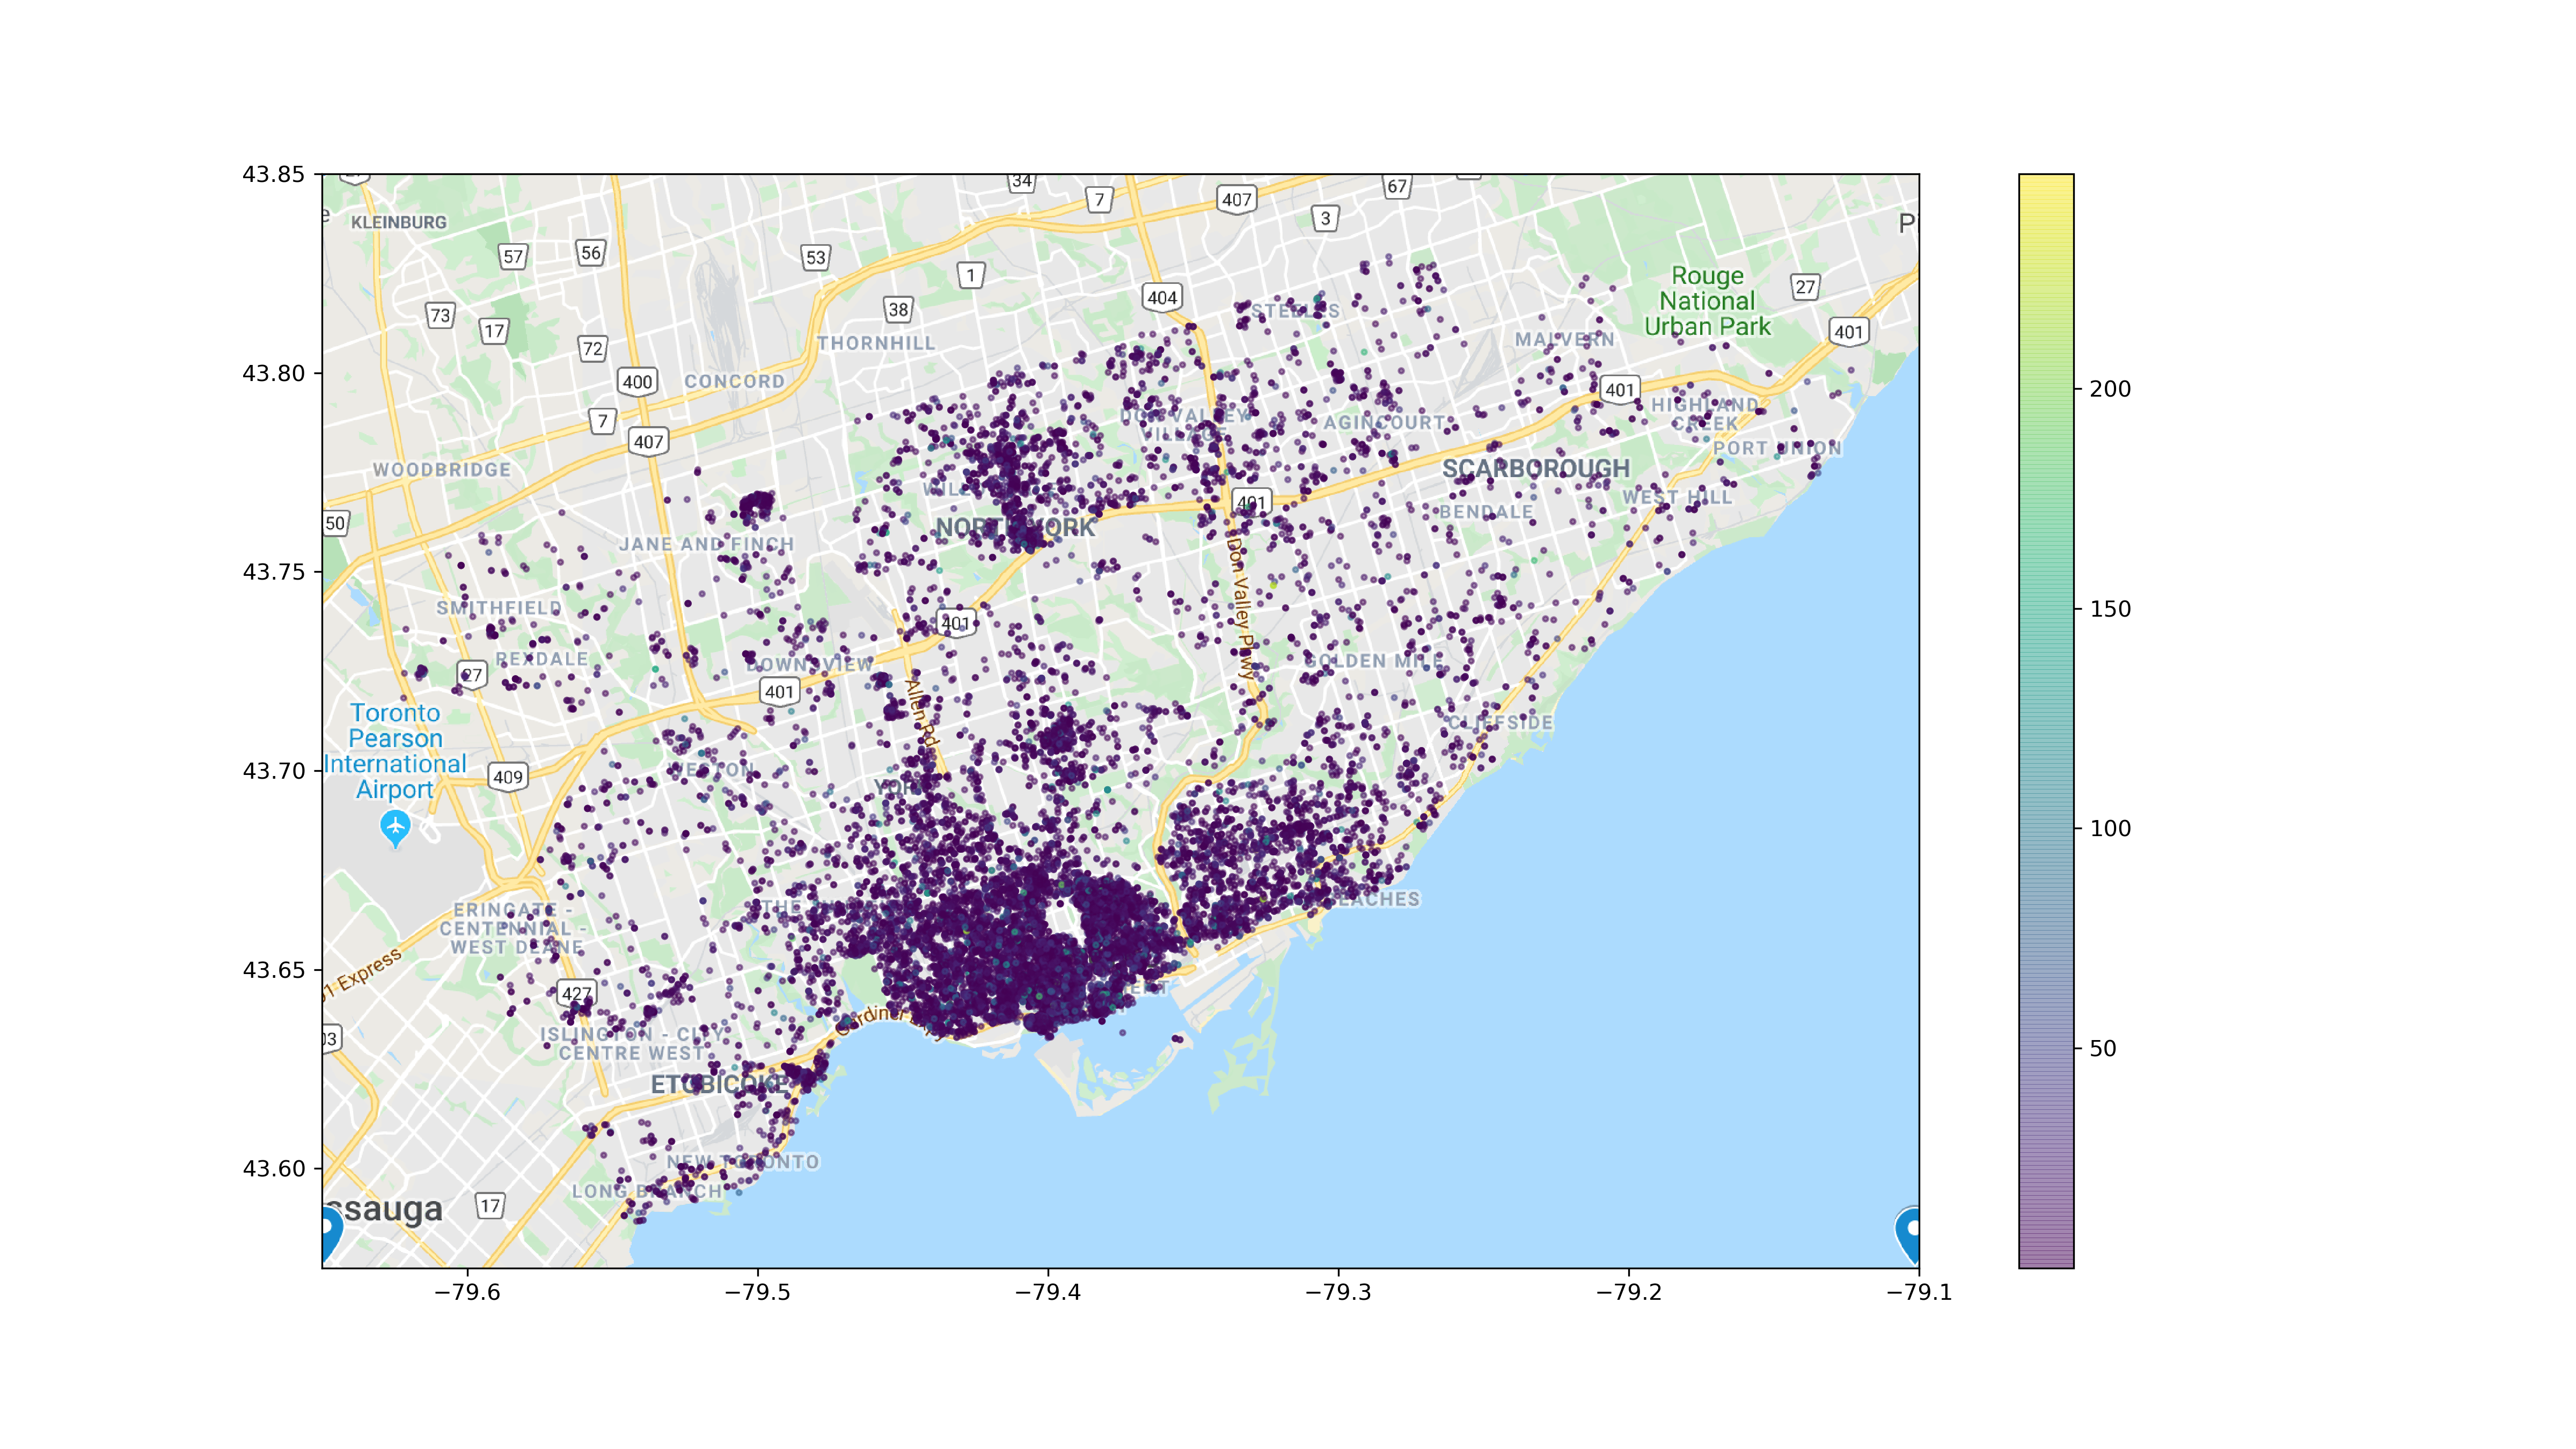 43.85
43.80
43.75
43.70
43.65
43.60
−79.6
−79.5
−79.4
−79.3
−79.2
−79.1
200
150
100
50
KLEINBURG
57
56
53
34
7
407
67
3
1
404
38
73
17
72
THORNHILL
400
CONCORD
7
407
WOODBRIDGE
50
STEELES
MALVERN
Rouge
National
Urban Park
27
401
401
HIGHLAND
CREEK
PORT UNION
DON VALLEY
VILLAGE
AGINCOURT
SCARBOROUGH
WEST HILL
BENDALE
401
NORTH YORK
JANE AND FINCH
Don Valley Pkwy
SMITHFIELD
REXDALE
27
401
DOWNSVIEW
401
Allen Rd
GOLDEN MILE
CLIFFSIDE
Toronto
Pearson
International
Airport
409
WESTON
YORK
ERINGATE -
CENTENNIAL -
WEST DEANE
427
ISLINGTON - CITY
CENTRE WEST
ETOBICOKE
Gardiner
NEW TORONTO
LONG BRANCH
17
ssauga
1 Express
03
THE
EACHES
Pi